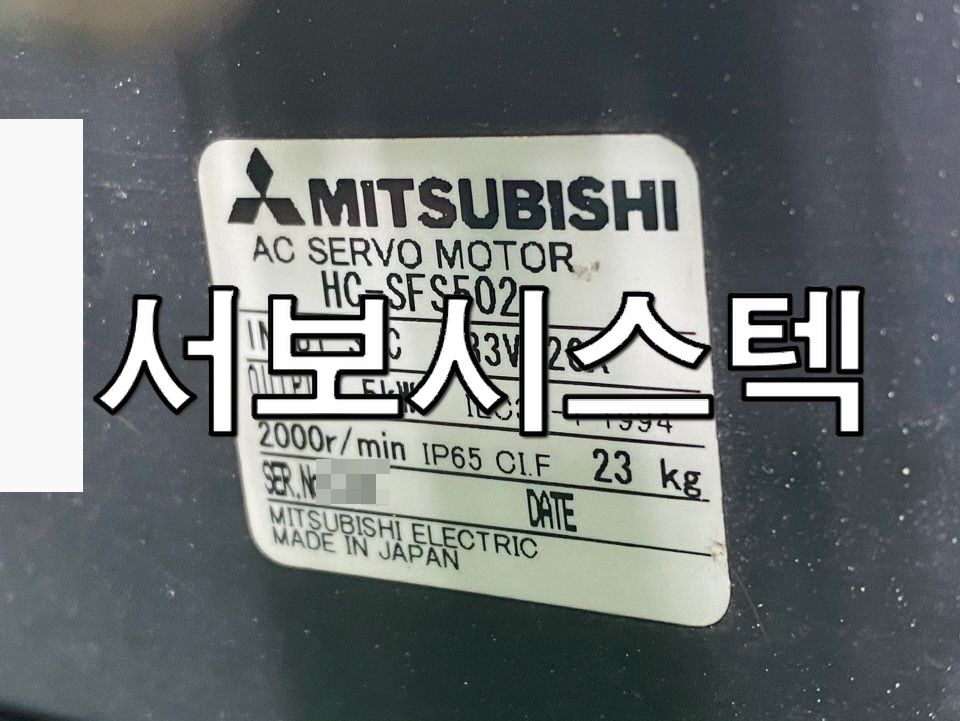 MITSUBISHI
AC SERVO MOTOR
HC-SFS502
서보시스텍
2000r/min IP65 CI.F 23 kg
SER.No
DATE
MITSUBISHI ELECTRIC
MADE IN JAPAN